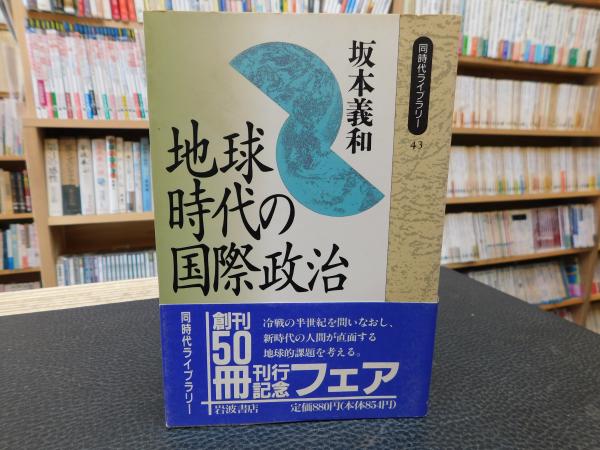 同時代ライブラリー
43
坂本義和
地球
時代の
国際政治
同時代ライブラリー
創刊
50
冊刊行
記念フェア
冷戦の半世紀を問いなおし、
新時代の人間が直面する
地球的課題を考える。
岩波書店
定価880円(本体854円)